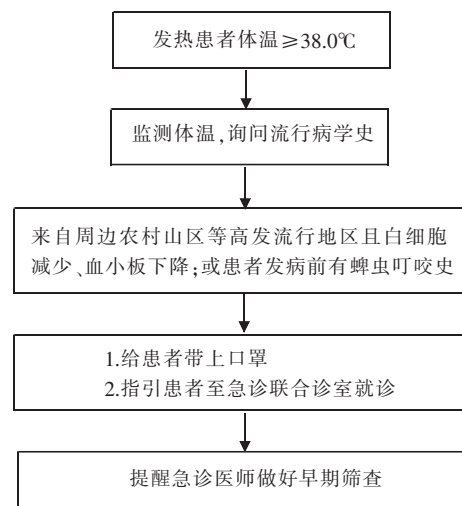 发热患者体温≥38.0℃
监测体温,询问流行病学史
来自周边农村山区等高发流行地区且白细胞
减少、血小板下降;或患者发病前有蜱虫叮咬史
1.给患者带上口罩
2.指引患者至急诊联合诊室就诊
提醒急诊医师做好早期筛查